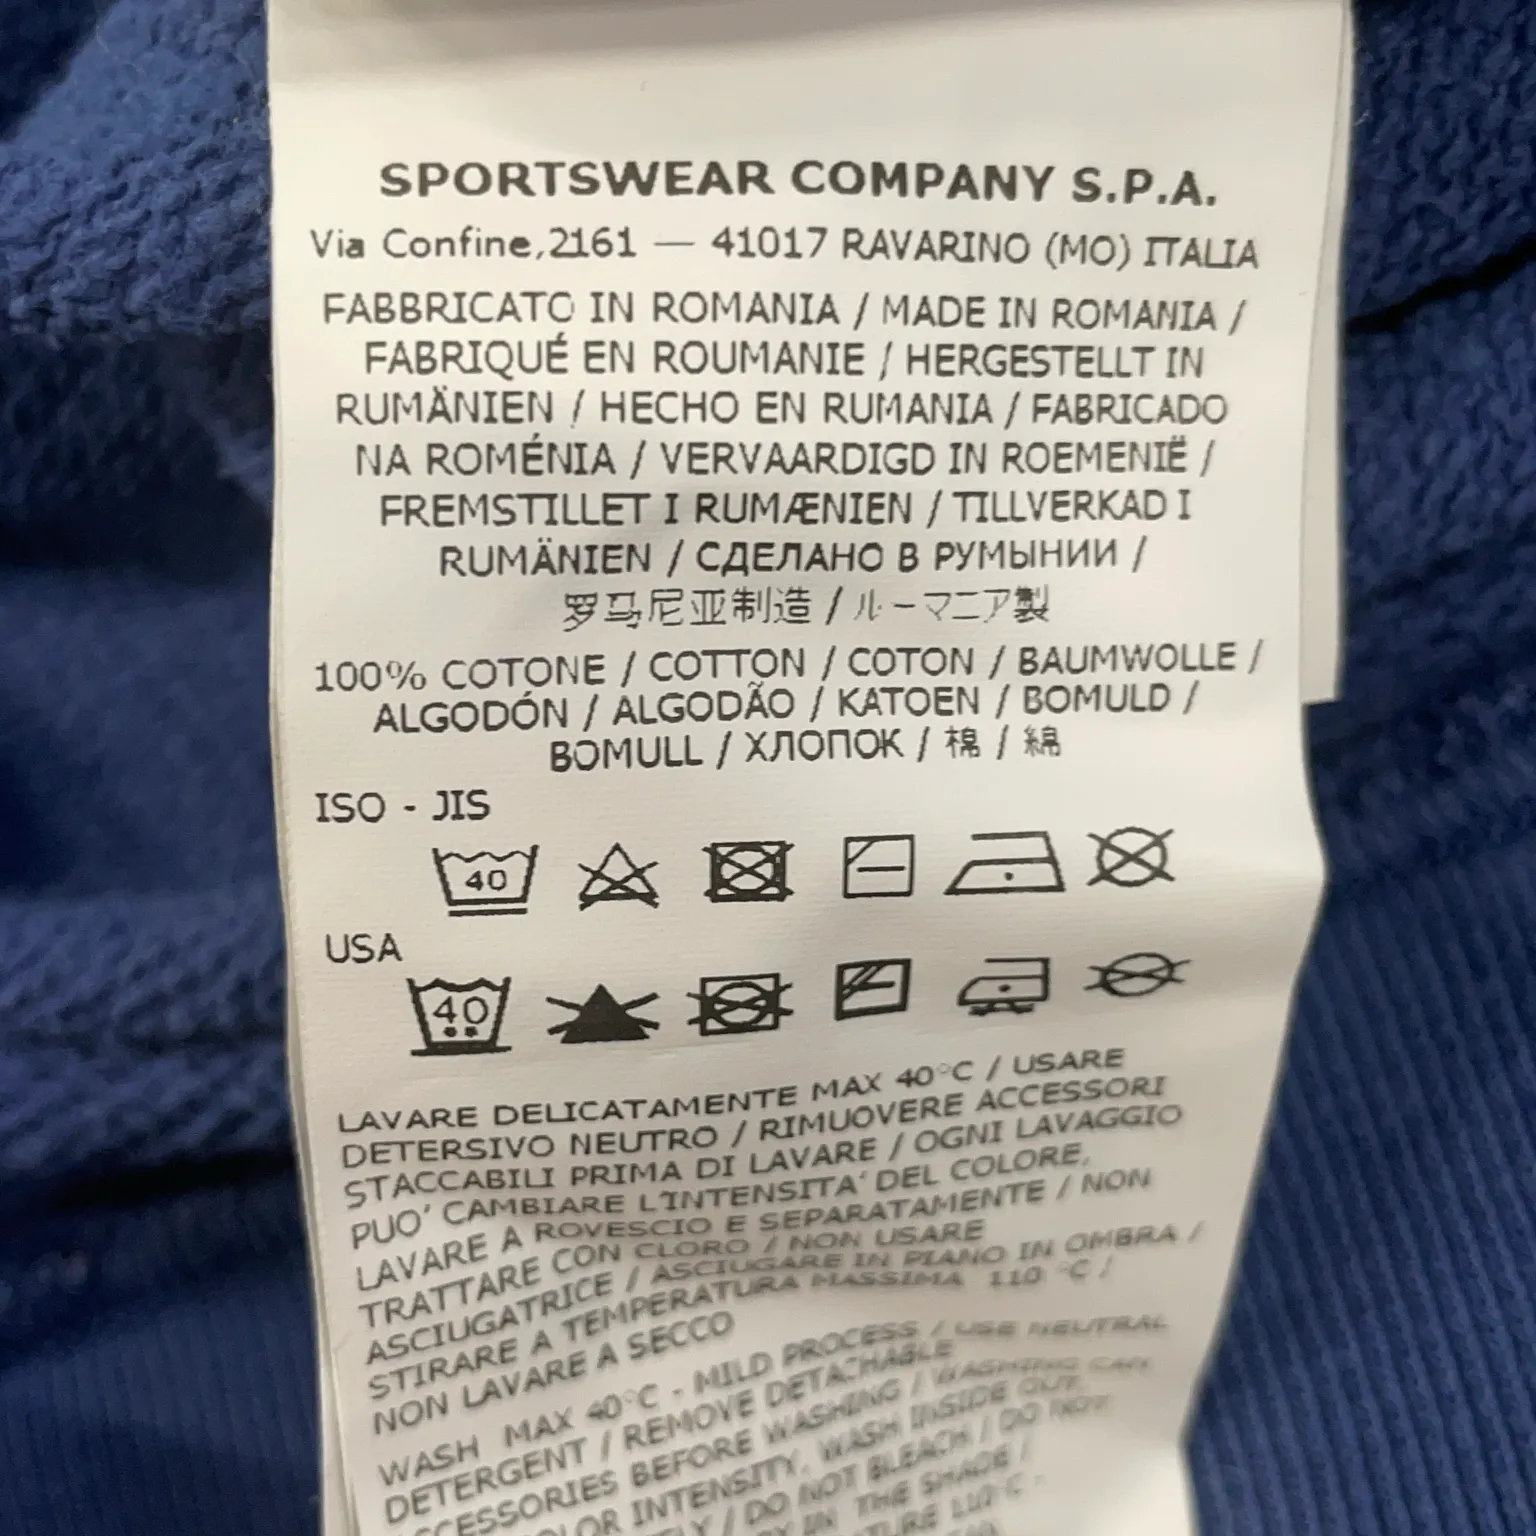 SPORTSWEAR COMPANY S.P.A.
Via Confine,2161 — 41017 RAVARINO (MO) ITALIA
FABBRICATO IN ROMANIA / MADE IN ROMANIA /
FABRIQUÉ EN ROUMANIE / HERGESTELLT IN
RUMÄNIEN / HECHO EN RUMANIA / FABRICADO
NA ROMÉNIA / VERVAARDIGD IN ROEMENIË /
FREMSTILLET I RUMÆNIEN / TILLVERKAD I
RUMÄNIEN / СДЕЛАНО В РУМЫНИИ /
罗马尼亚制造 / ルーマニア製
100% COTONE / COTTON / COTON / BAUMWOLLE /
ALGODÓN / ALGODÃO / KATOEN / BOMULD /
BOMULL / ХЛОПОК / 棉 / 綿
ISO - JIS
40
USA
40
LAVARE DELICATAMENTE MAX 40°C / USARE
DETERSIVO NEUTRO / RIMUOVERE ACCESSORI
STACCABILI PRIMA DI LAVARE / OGNI LAVAGGIO
PUO' CAMBIARE L'INTENSITA' DEL COLORE,
LAVARE A ROVESCIO E SEPARATAMENTE / NON
TRATTARE CON CLORO / NON USARE
ASCIUGATRICE / ASCIUGARE IN PIANO IN OMBRA /
STIRARE A TEMPERATURA MASSIMA 110 °C /
NON LAVARE A SECCO
WASH MAX 40°C - MILD PROCESS / USE NEUTRAL
DETERGENT / REMOVE DETACHABLE
ACCESSORIES BEFORE WASHING / WASHING CAN
COLOR INTENSITY, WASH INSIDE OUT
/ DO NOT BLEACH / DO NOT
IN THE SHADE /
110°C -